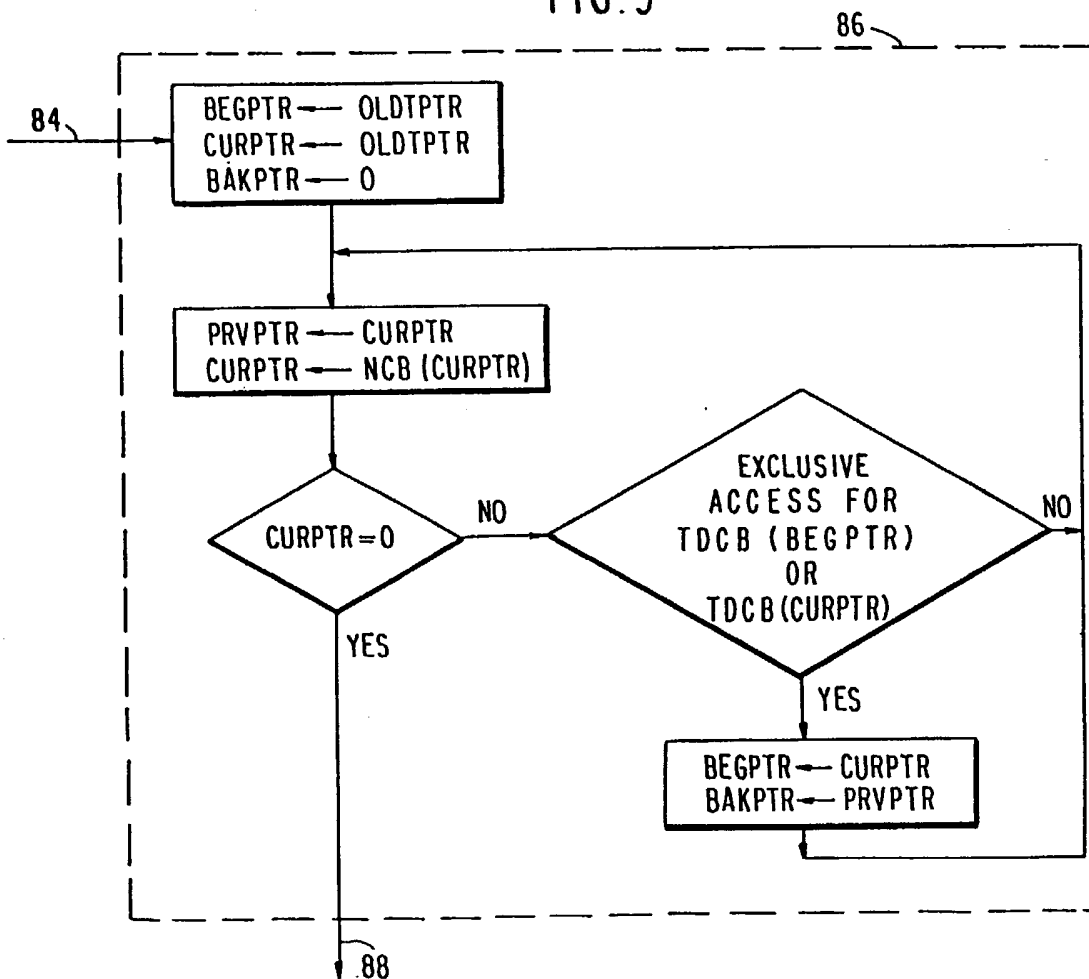 86
84
BEGPTR ← OLDTPTR
CURPTR ← OLDTPTR
BAKPTR ← 0
PRVPTR ← CURPTR
CURPTR ← NCB (CURPTR)
CURPTR = 0
NO
EXCLUSIVE
ACCESS FOR
TDCB (BEGPTR)
OR
TDCB (CURPTR)
NO
YES
YES
BEGPTR ← CURPTR
BAKPTR ← PRVPTR
88